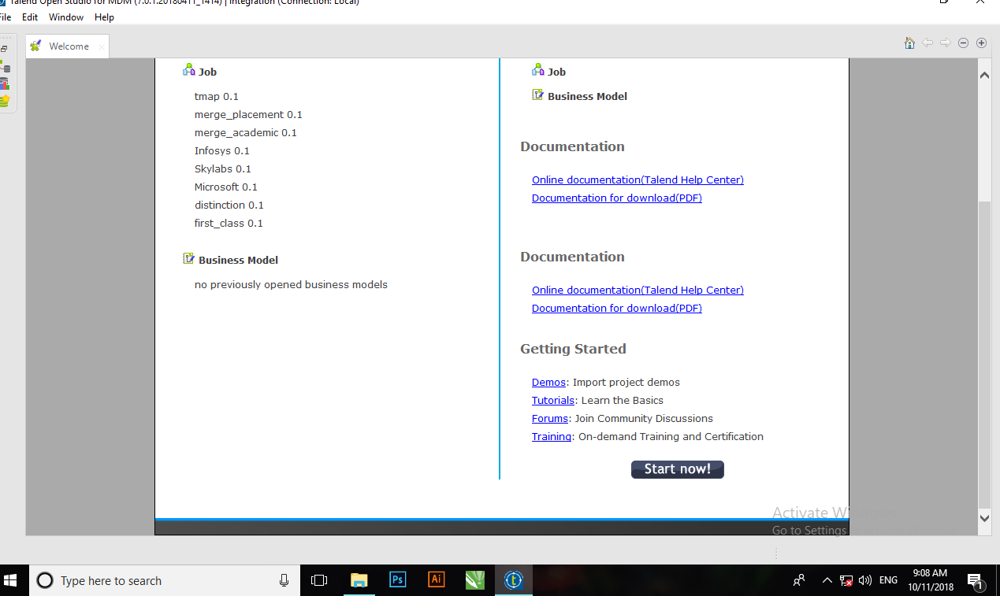 Talend Open Studio for MDM (7.0.1.20180411_1414) | Integration (Connection: Local)
File Edit Window Help
Welcome
Job
tmap 0.1
merge_placement 0.1
merge_academic 0.1
Infosys 0.1
Skylabs 0.1
Microsoft 0.1
distinction 0.1
first_class 0.1
Business Model
no previously opened business models
Job
Business Model
Documentation
Online documentation(Talend Help Center)
Documentation for download(PDF)
Documentation
Online documentation(Talend Help Center)
Documentation for download(PDF)
Getting Started
Demos: Import project demos
Tutorials: Learn the Basics
Forums: Join Community Discussions
Training: On-demand Training and Certification
Start now!
Activate W
Go to Settings
Type here to search
Ps
Ai
t
ENG
9:08 AM
10/11/2018
1